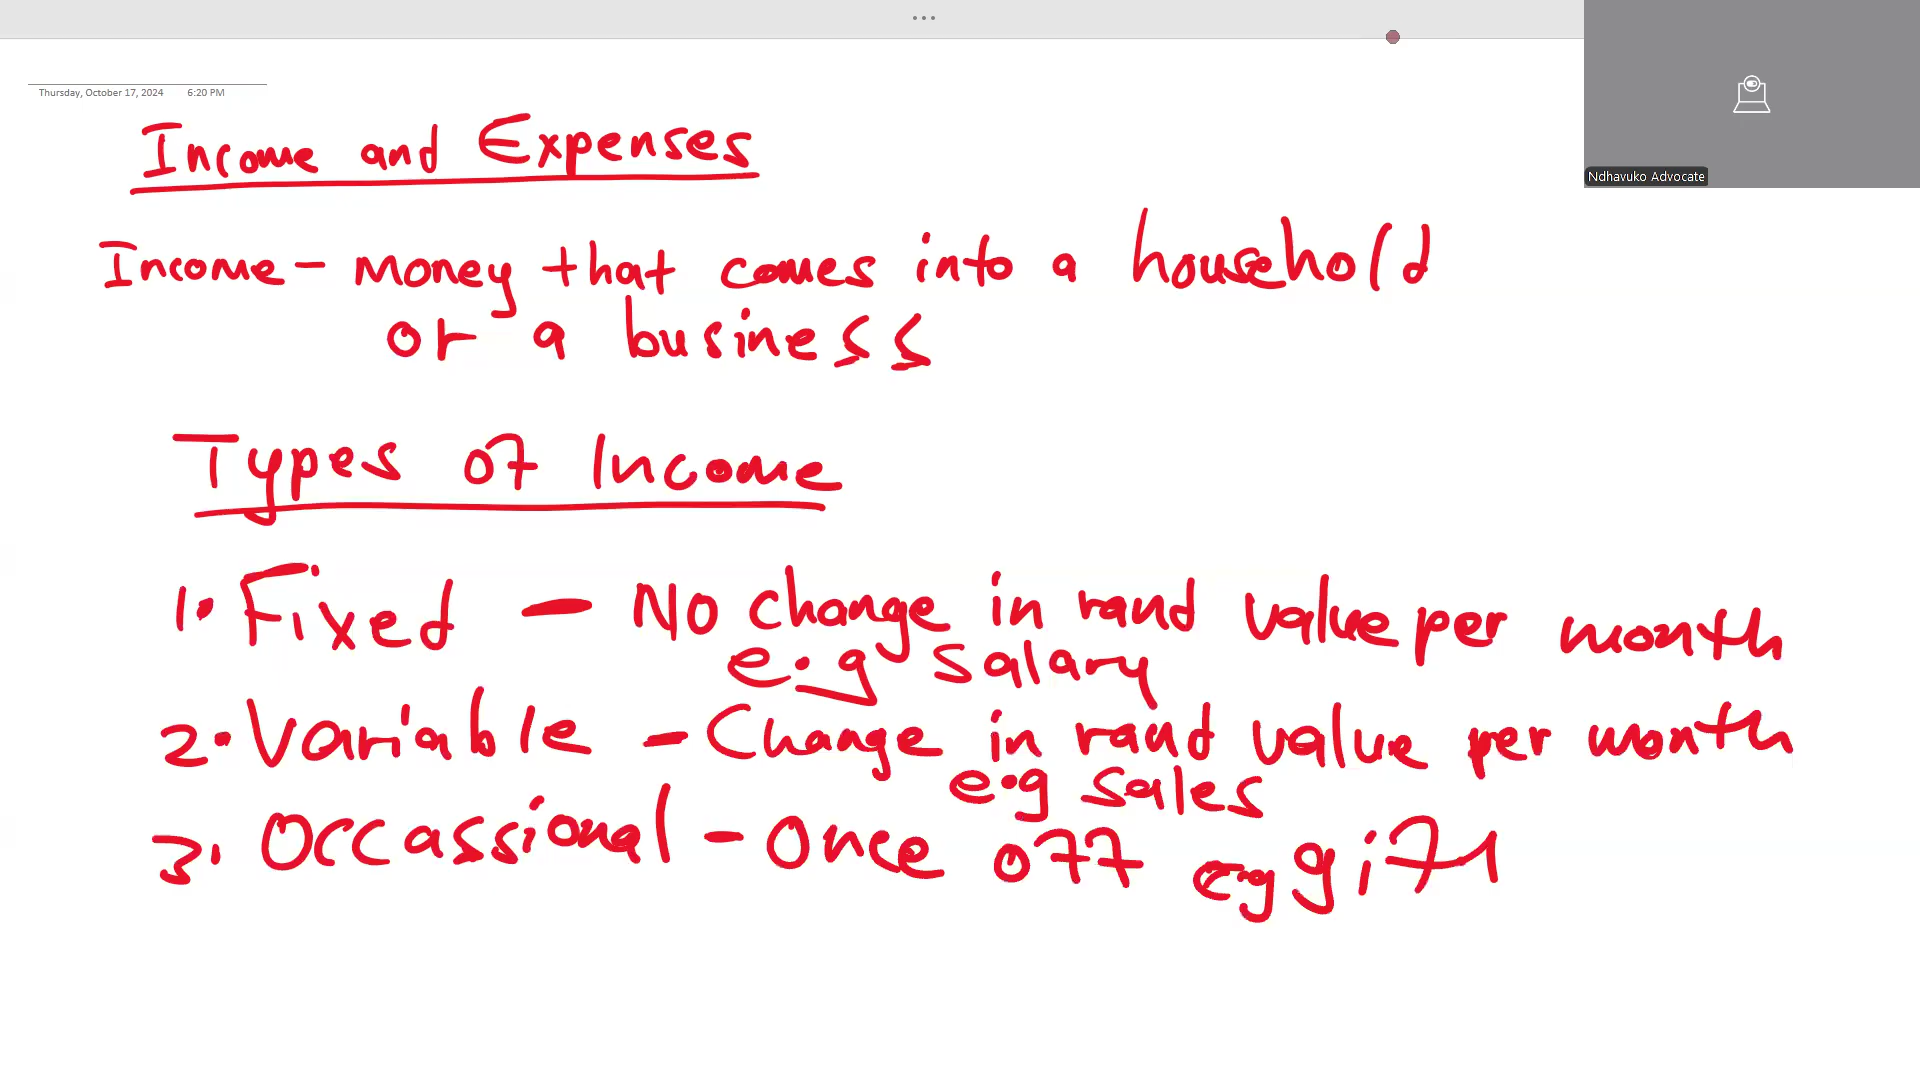 ...
Thursday, October 17, 2024 6:20 PM
Ndhavuko Advocate
Income and Expenses
Income – money that comes into a household
or a business
Types of Income
1. Fixed – No change in rand value per month
e.g salary
2. Variable – Change in rand value per month
e.g sales
3. Occassional – Once off e.g gift